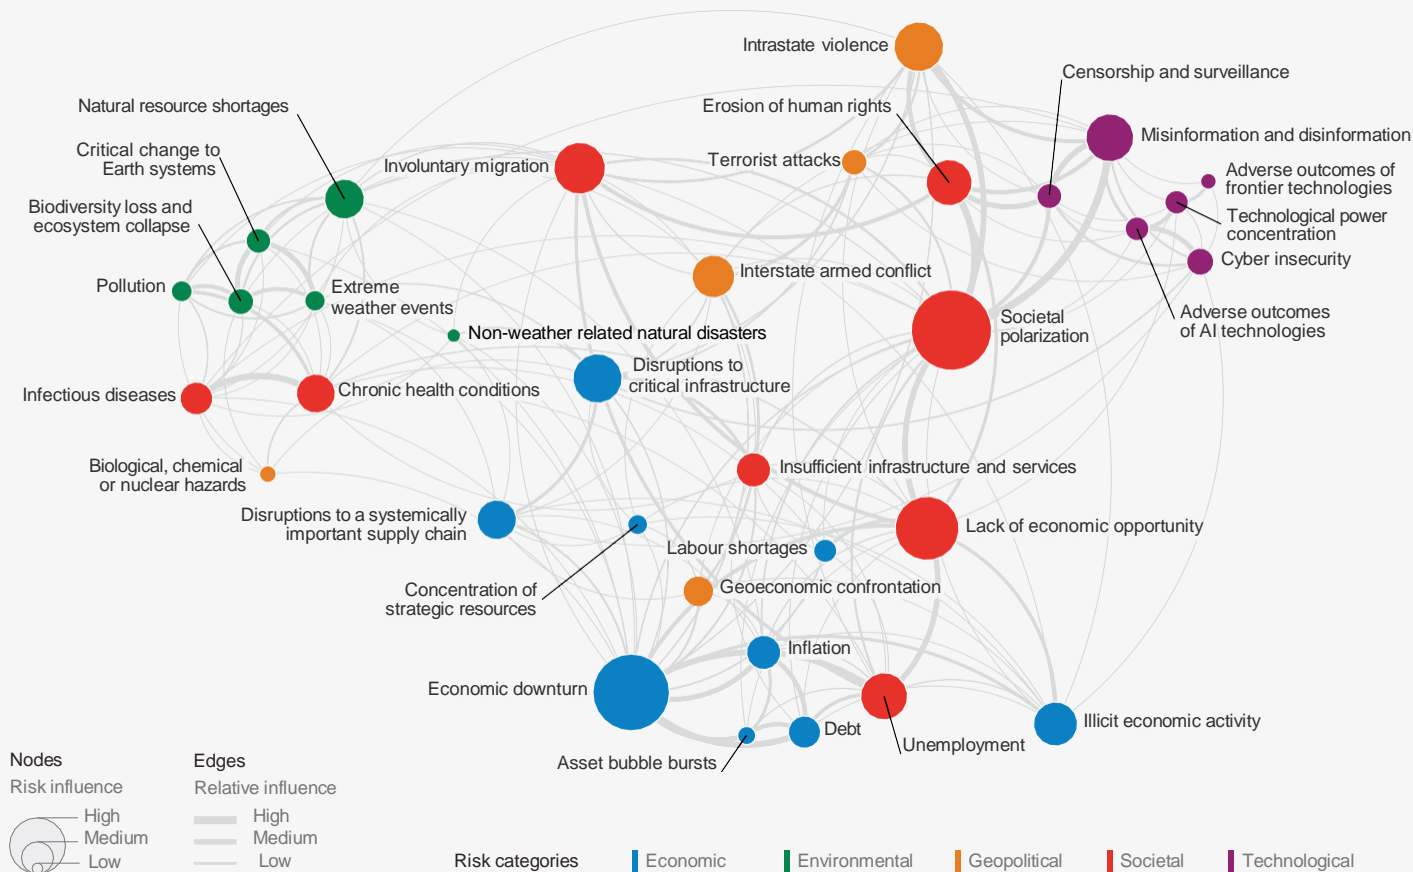 Intrastate violence
Censorship and surveillance
Natural resource shortages
Erosion of human rights
Misinformation and disinformation
Critical change to
Earth systems
Involuntary migration
Terrorist attacks
Adverse outcomes of
frontier technologies
Biodiversity loss and
ecosystem collapse
Technological power
concentration
Cyber insecurity
Pollution
Extreme
weather events
Interstate armed conflict
Adverse outcomes
of AI technologies
Societal
polarization
Non-weather related natural disasters
Disruptions to
critical infrastructure
Infectious diseases
Chronic health conditions
Biological, chemical
or nuclear hazards
Insufficient infrastructure and services
Disruptions to a systemically
important supply chain
Lack of economic opportunity
Labour shortages
Concentration of
strategic resources
Geoeconomic confrontation
Inflation
Economic downturn
Illicit economic activity
Debt
Unemployment
Asset bubble bursts
Nodes
Risk influence
High
Medium
Low
Edges
Relative influence
High
Medium
Low
Risk categories
Economic
Environmental
Geopolitical
Societal
Technological